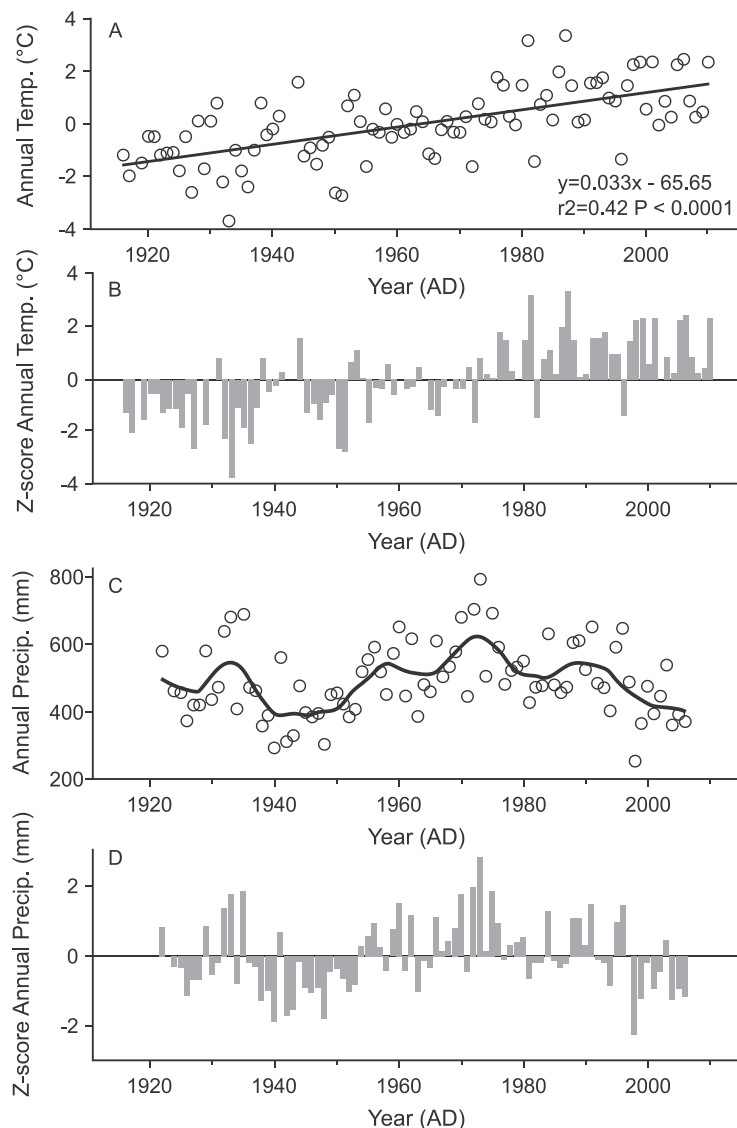 A
Annual Temp. (°C)
4
2
0
-2
-4
y=0.033x - 65.65
r2=0.42 P < 0.0001
1920
1940
1960
1980
2000
Year (AD)
B
Z-score Annual Temp. (°C)
4
2
0
-2
-4
1920
1940
1960
1980
2000
Year (AD)
C
Annual Precip. (mm)
800
600
400
200
1920
1940
1960
1980
2000
Year (AD)
D
Z-score Annual Precip. (mm)
2
0
-2
1920
1940
1960
1980
2000
Year (AD)